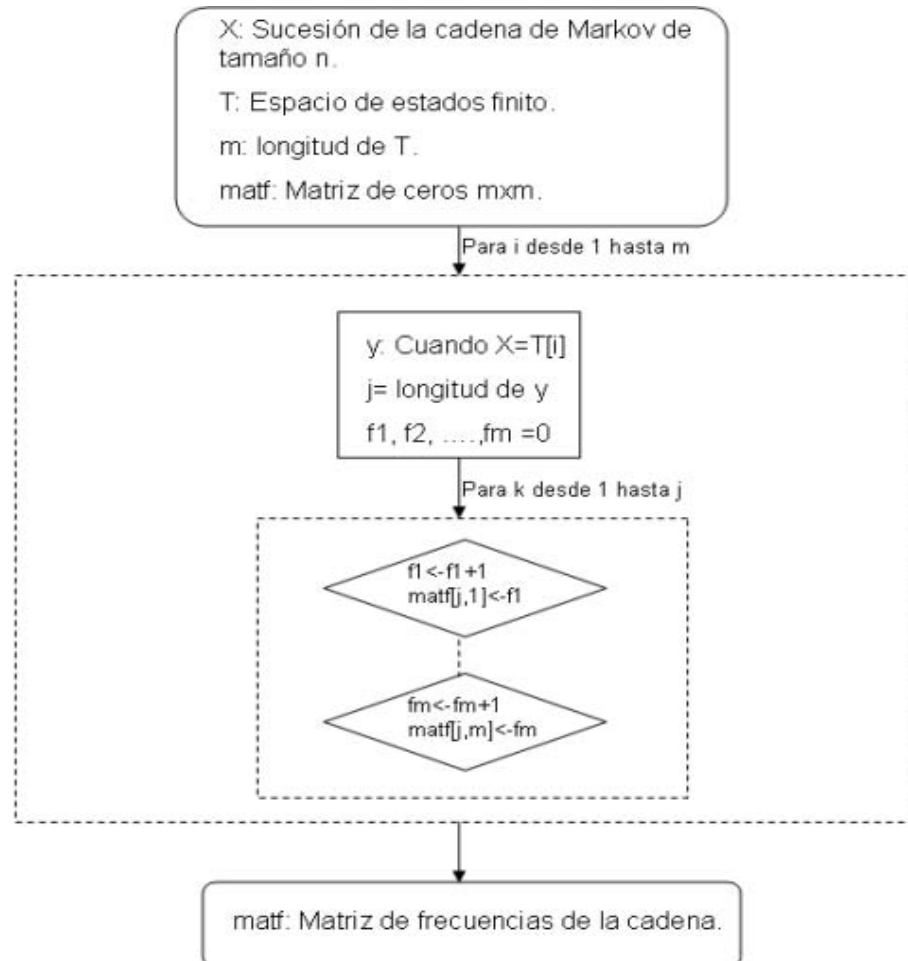 X: Sucesión de la cadena de Markov de
tamaño n.
T: Espacio de estados finito.
m: longitud de T.
matf: Matriz de ceros mxm.
Para i desde 1 hasta m
y: Cuando X=T[i]
j= longitud de y
f1, f2, ....,fm =0
Para k desde 1 hasta j
f1<-f1+1
matf[j,1]<-f1
fm<-fm+1
matf[j,m]<-fm
matf: Matriz de frecuencias de la cadena.